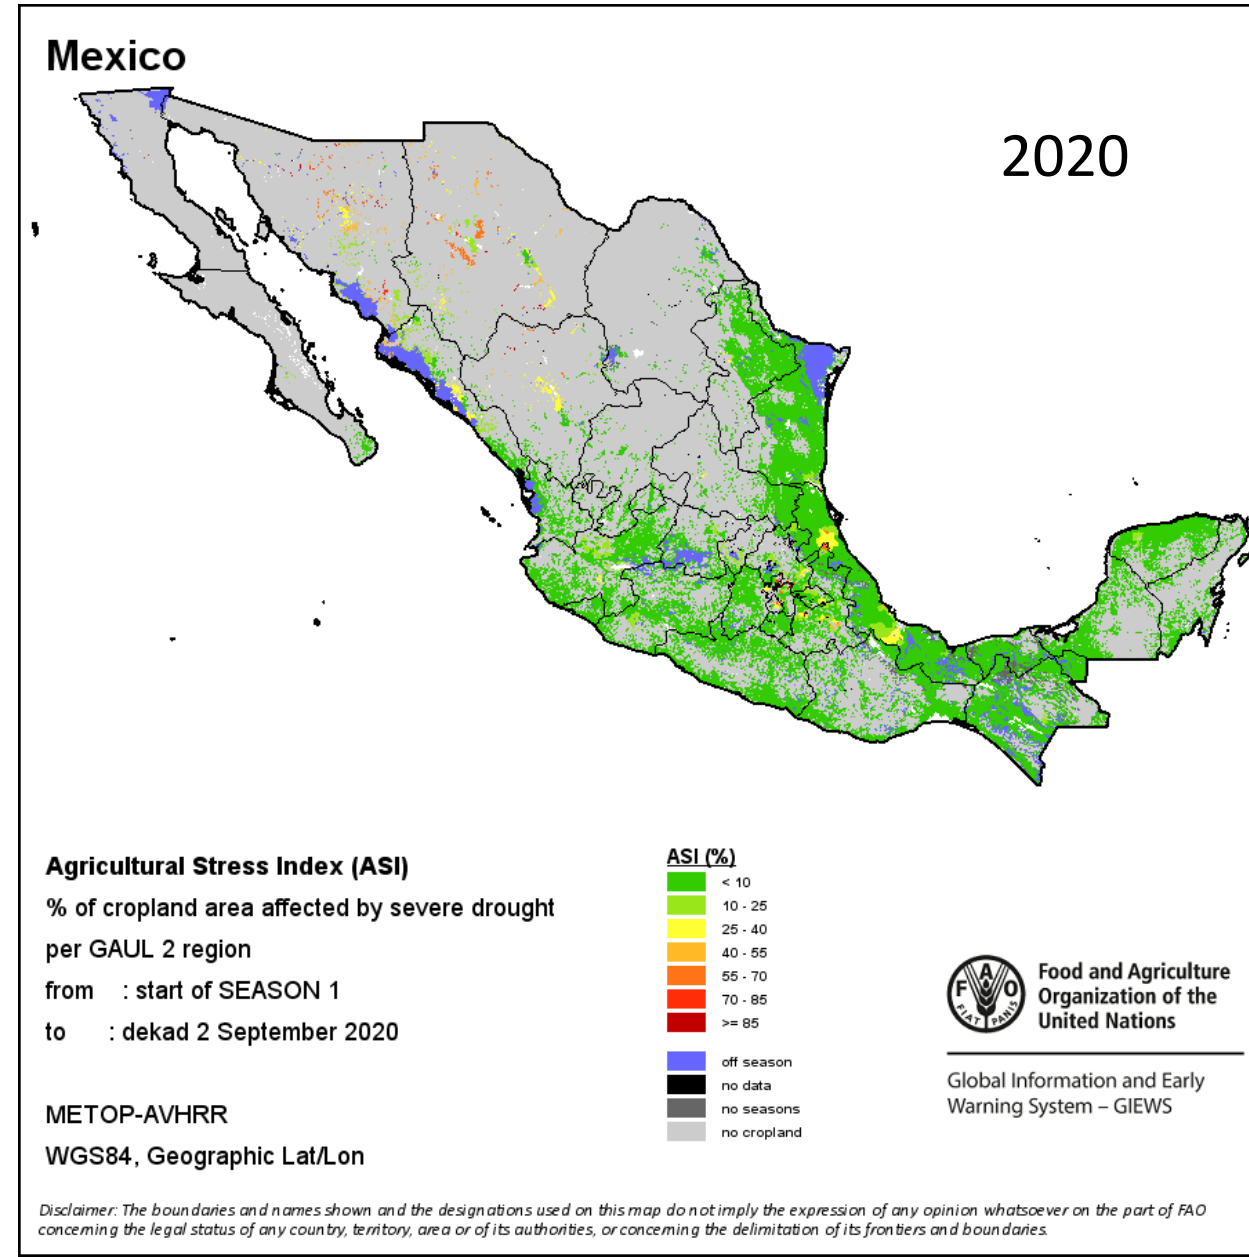 Mexico
2020
Agricultural Stress Index (ASI)
% of cropland area affected by severe drought
per GAUL 2 region
from : start of SEASON 1
to : dekad 2 September 2020
METOP-AVHRR
WGS84, Geographic Lat/Lon
ASI (%)
< 10
10 - 25
25 - 40
40 - 55
55 - 70
70 - 85
>= 85
off season
no data
no seasons
no cropland
F A O
FIAT PANIS
Food and Agriculture
Organization of the
United Nations
Global Information and Early
Warning System – GIEWS
Disclaimer: The boundaries and names shown and the designations used on this map do not imply the expression of any opinion whatsoever on the part of FAO
concerning the legal status of any country, territory, area or of its authorities, or concerning the delimitation of its frontiers and boundaries.